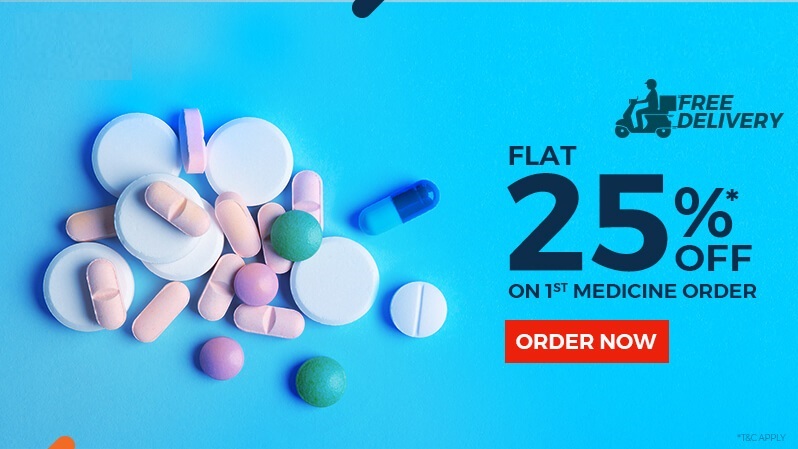 FREE
DELIVERY
FLAT
25%*
OFF
ON 1ST MEDICINE ORDER
ORDER NOW
*T&C APPLY